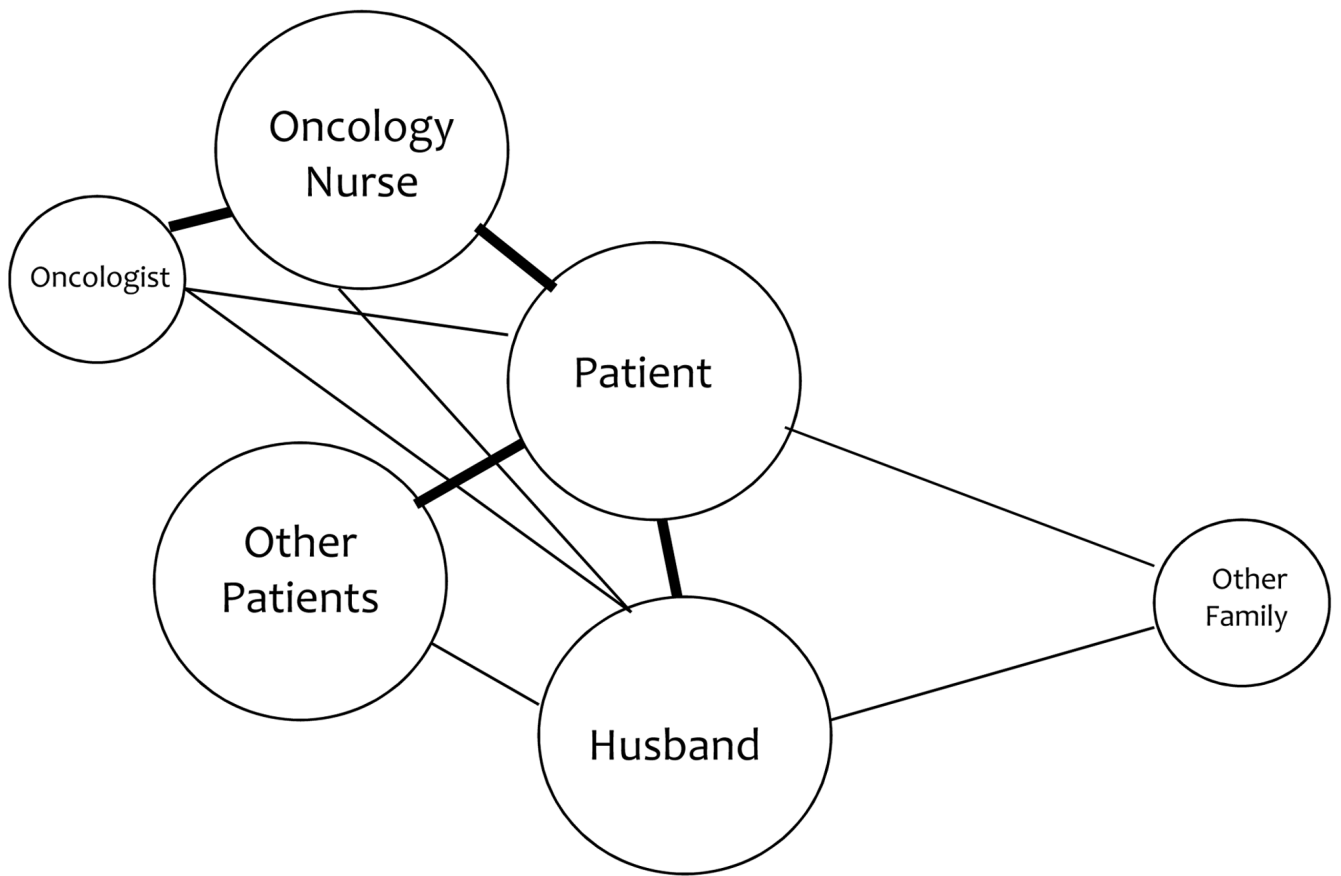 Oncology
Nurse
Oncologist
Patient
Other
Patients
Other
Family
Husband